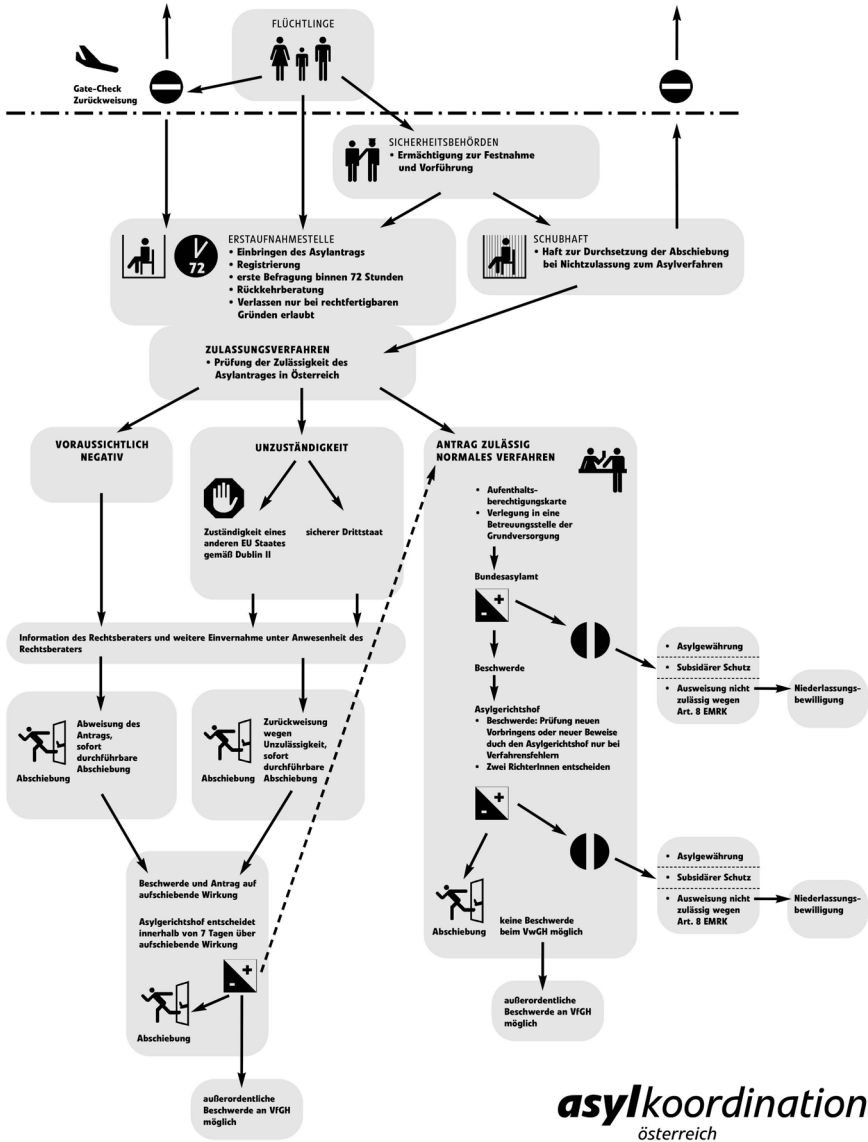 FLÜCHTLINGE
Gate-Check
Zurückweisung
SICHERHEITSBEHÖRDEN
• Ermächtigung zur Festnahme
und Vorführung
72
ERSTAUFNAHMESTELLE
• Einbringen des Asylantrags
• Registrierung
• erste Befragung binnen 72 Stunden
• Rückkehrberatung
• Verlassen nur bei rechtfertigbaren
Gründen erlaubt
SCHUBHAFT
• Haft zur Durchsetzung der Abschiebung
bei Nichtzulassung zum Asylverfahren
ZULASSUNGSVERFAHREN
• Prüfung der Zulässigkeit des
Asylantrages in Österreich
VORAUSSICHTLICH
NEGATIV
UNZUSTÄNDIGKEIT
Zuständigkeit eines
anderen EU Staates
gemäß Dublin II
sicherer Drittstaat
ANTRAG ZULÄSSIG
NORMALES VERFAHREN
• Aufenthalts-
berechtigungskarte
• Verlegung in eine
Betreuungsstelle der
Grundversorgung
Bundesasylamt
- +
Beschwerde
Asylgerichtshof
• Beschwerde: Prüfung neuen
Vorbringens oder neuer Beweise
duch den Asylgerichtshof nur bei
Verfahrensfehlern
• Zwei RichterInnen entscheiden
- +
Abschiebung
keine Beschwerde
beim VwGH möglich
außerordentliche
Beschwerde an VfGH
möglich
• Asylgewährung
• Subsidärer Schutz
• Ausweisung nicht
zulässig wegen
Art. 8 EMRK
Niederlassungs-
bewilligung
• Asylgewährung
• Subsidärer Schutz
• Ausweisung nicht
zulässig wegen
Art. 8 EMRK
Niederlassungs-
bewilligung
Information des Rechtsberaters und weitere Einvernahme unter Anwesenheit des
Rechtsberaters
Abschiebung
Abweisung des
Antrags,
sofort
durchführbare
Abschiebung
Abschiebung
Zurückweisung
wegen
Unzulässigkeit,
sofort
durchführbare
Abschiebung
Beschwerde und Antrag auf
aufschiebende Wirkung
Asylgerichtshof entscheidet
innerhalb von 7 Tagen über
aufschiebende Wirkung
- +
Abschiebung
außerordentliche
Beschwerde an VfGH
möglich
asylkoordination
österreich